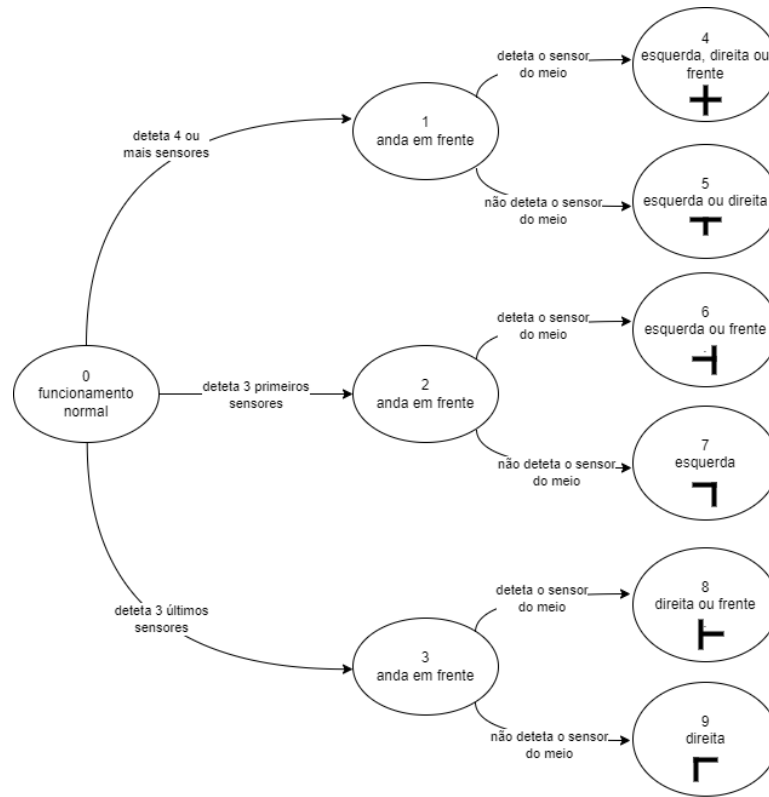 4
esquerda, direita ou
frente
deteta o sensor
do meio
1
anda em frente
deteta 4 ou
mais sensores
5
esquerda ou direita
não deteta o sensor
do meio
6
esquerda ou frente
deteta o sensor
do meio
0
funcionamento
normal
deteta 3 primeiros
sensores
2
anda em frente
7
esquerda
não deteta o sensor
do meio
8
direita ou frente
deteta o sensor
do meio
deteta 3 últimos
sensores
3
anda em frente
9
direita
não deteta o sensor
do meio